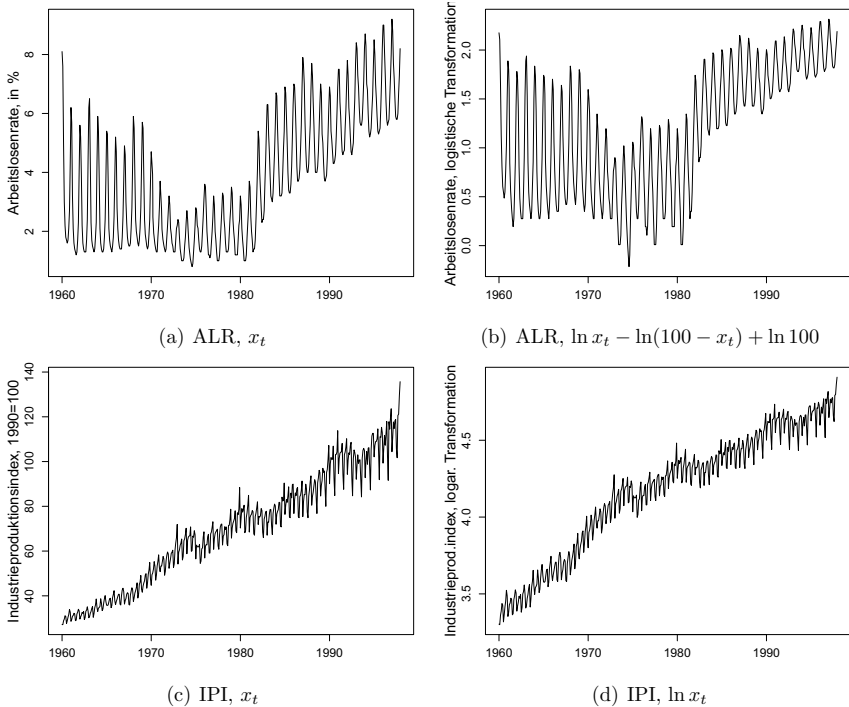 Arbeitslosenrate, in %
8
6
4
2
1960 1970 1980 1990
(a) ALR, x_t
Arbeitslosenrate, logistische Transformation
2.0
1.5
1.0
0.5
0.0
1960 1970 1980 1990
(b) ALR, ln x_t − ln(100 − x_t) + ln 100
Industrieproduktionsindex, 1990=100
140
120
100
80
60
40
1960 1970 1980 1990
(c) IPI, x_t
Industrieprod.index, logar. Transformation
4.5
4.0
3.5
1960 1970 1980 1990
(d) IPI, ln x_t